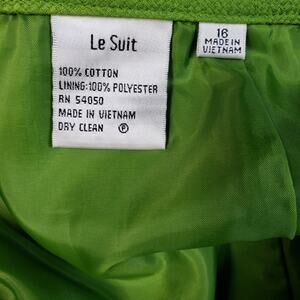 Le Suit
100% COTTON
LINING: 100% POLYESTER
RN 54050
MADE IN VIETNAM
DRY CLEAN Ⓟ
16
MADE IN
VIETNAM